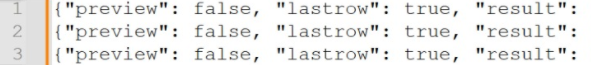 1 {"preview": false, "lastrow": true, "result":
2 {"preview": false, "lastrow": true, "result":
3 {"preview": false, "lastrow": true, "result":